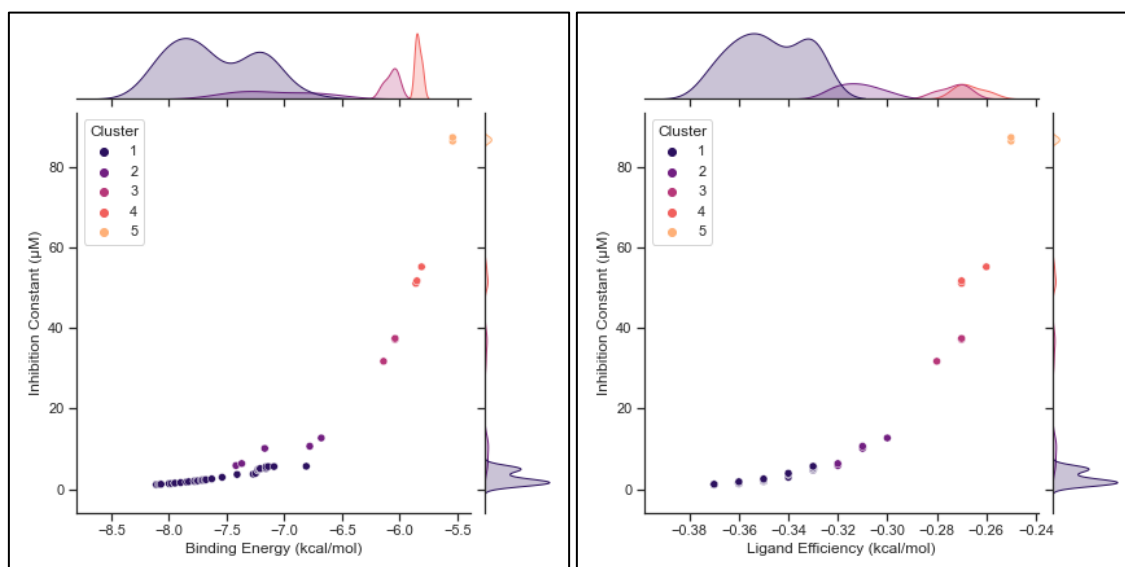 Cluster
1
2
3
4
5
80
60
40
20
0
Inhibition Constant (µM)
−8.5 −8.0 −7.5 −7.0 −6.5 −6.0 −5.5
Binding Energy (kcal/mol)
Cluster
1
2
3
4
5
80
60
40
20
0
Inhibition Constant (µM)
−0.38 −0.36 −0.34 −0.32 −0.30 −0.28 −0.26 −0.24
Ligand Efficiency (kcal/mol)